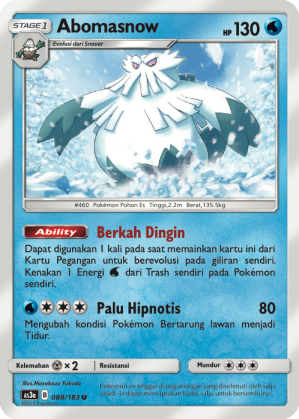 STAGE 1 Abomasnow HP 130
Evolusi dari Snover
#460 Pokémon Pohon Es Tinggi,2.2m Berat,135.5kg
Ability Berkah Dingin
Dapat digunakan 1 kali pada saat memainkan kartu ini dari
Kartu Pegangan untuk berevolusi pada giliran sendiri.
Kenakan 1 Energi dari Trash sendiri pada Pokémon
sendiri.
Palu Hipnotis 80
Mengubah kondisi Pokémon Bertarung lawan menjadi
Tidur.
Kelemahan ×2 Resistansi Mundur
Illus.Masakazu Fukuda
AS3a B 088/183 U